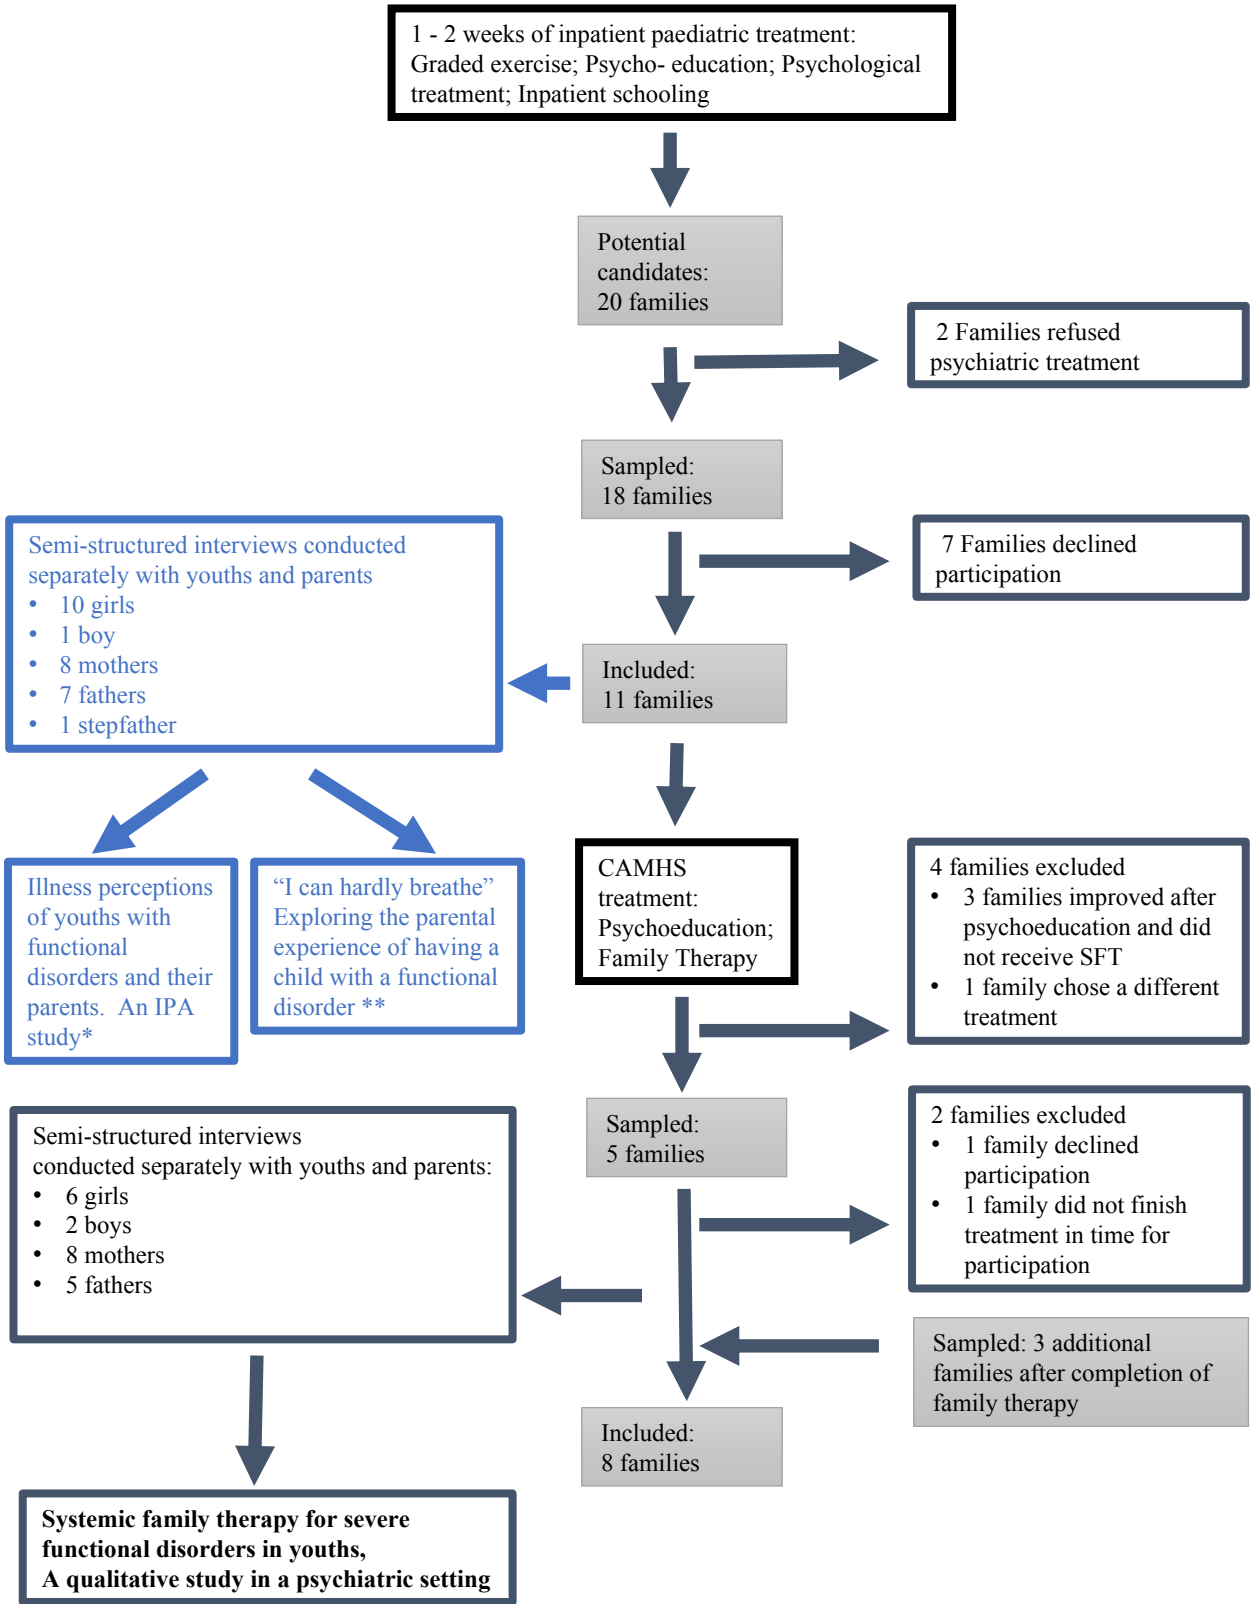 1 - 2 weeks of inpatient paediatric treatment:
Graded exercise; Psycho- education; Psychological
treatment; Inpatient schooling
Potential
candidates:
20 families
2 Families refused
psychiatric treatment
Sampled:
18 families
7 Families declined
participation
Semi-structured interviews conducted
separately with youths and parents
• 10 girls
• 1 boy
• 8 mothers
• 7 fathers
• 1 stepfather
Included:
11 families
Illness perceptions
of youths with
functional
disorders and their
parents.  An IPA
study*
“I can hardly breathe”
Exploring the parental
experience of having a
child with a functional
disorder **
CAMHS
treatment:
Psychoeducation;
Family Therapy
4 families excluded
• 3 families improved after
psychoeducation and did
not receive SFT
• 1 family chose a different
treatment
Sampled:
5 families
2 families excluded
• 1 family declined
participation
• 1 family did not finish
treatment in time for
participation
Semi-structured interviews
conducted separately with youths and parents:
• 6 girls
• 2 boys
• 8 mothers
• 5 fathers
Sampled: 3 additional
families after completion of
family therapy
Included:
8 families
Systemic family therapy for severe
functional disorders in youths,
A qualitative study in a psychiatric setting